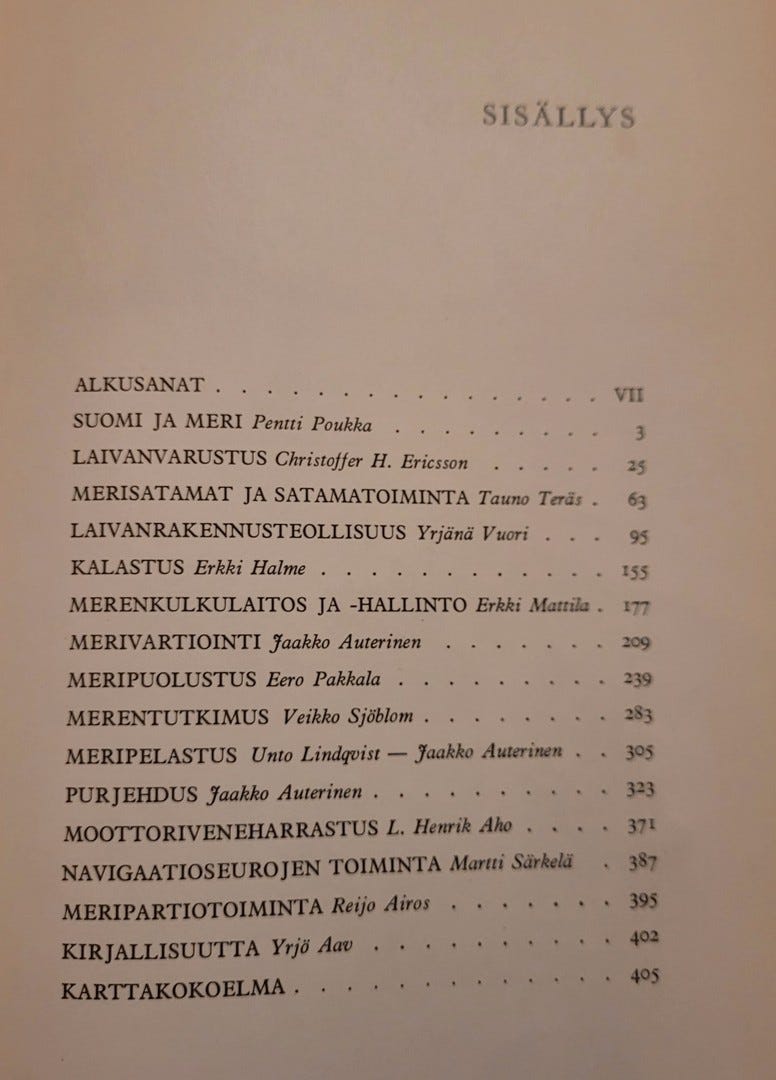 SISÄLLYS
ALKUSANAT . . . . . . . . . . . . . . . . VII
SUOMI JA MERI Pentti Poukka . . . . . . . . . 3
LAIVANVARUSTUS Christoffer H. Ericsson . . . . . 25
MERISATAMAT JA SATAMATOIMINTA Tauno Teräs . 63
LAIVANRAKENNUSTEOLLISUUS Yrjänä Vuori . . . 95
KALASTUS Erkki Halme . . . . . . . . . . . . 155
MERENKULKULAITOS JA -HALLINTO Erkki Mattila . 177
MERIVARTIOINTI Jaakko Auterinen . . . . . . . 209
MERIPUOLUSTUS Eero Pakkala . . . . . . . . . 239
MERENTUTKIMUS Veikko Sjöblom . . . . . . . . 283
MERIPELASTUS Unto Lindqvist — Jaakko Auterinen . . 305
PURJEHDUS Jaakko Auterinen . . . . . . . . . . 323
MOOTTORIVENEHARRASTUS L. Henrik Aho . . . . 371
NAVIGAATIOSEUROJEN TOIMINTA Martti Särkelä . 387
MERIPARTIOTOIMINTA Reijo Airos . . . . . . . 395
KIRJALLISUUTTA Yrjö Aav . . . . . . . . . . 402
KARTTAKOKOELMA . . . . . . . . . . . . . 405